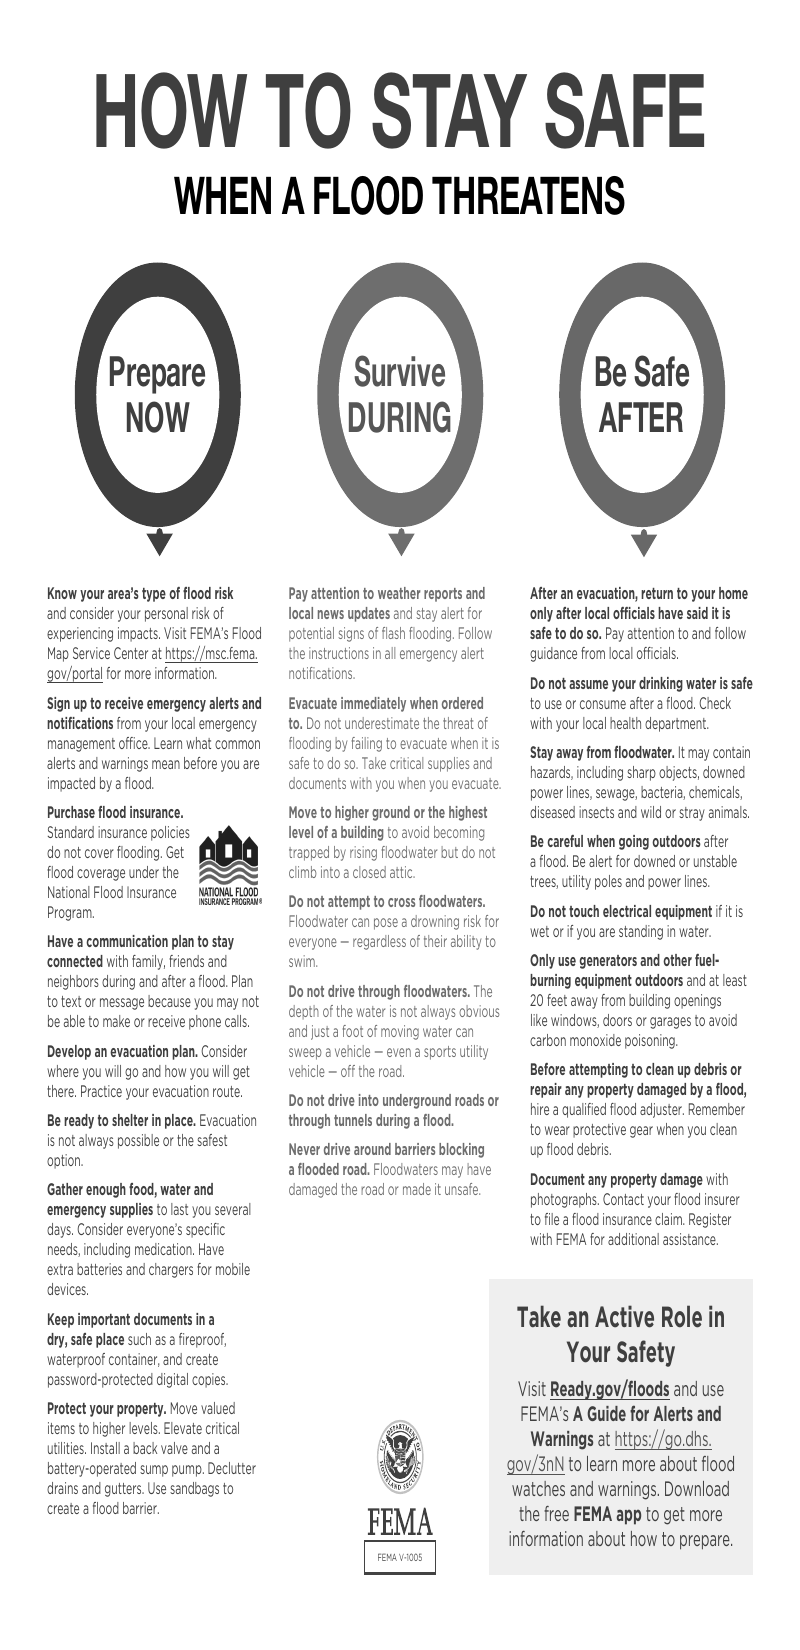 HOW TO STAY SAFE
WHEN A FLOOD THREATENS
Prepare
NOW
Know your area's type of flood risk
and consider your personal risk of
experiencing impacts. Visit FEMA's Flood
Map Service Center at https://msc.fema.
gov/portal for more information.
Sign up to receive emergency alerts and
notifications from your local emergency
management office. Learn what common
alerts and warnings mean before you are
impacted by a flood.
Purchase flood insurance.
Standard insurance policies
do not cover flooding. Get
flood coverage under the
National Flood Insurance
Program.
NATIONAL FLOOD
INSURANCE PROGRAM®
Have a communication plan to stay
connected with family, friends and
neighbors during and after a flood. Plan
to text or message because you may not
be able to make or receive phone calls.
Develop an evacuation plan. Consider
where you will go and how you will get
there. Practice your evacuation route.
Be ready to shelter in place. Evacuation
is not always possible or the safest
option.
Gather enough food, water and
emergency supplies to last you several
days. Consider everyone's specific
needs, including medication. Have
extra batteries and chargers for mobile
devices.
Keep important documents in a
dry, safe place such as a fireproof,
waterproof container, and create
password-protected digital copies.
Protect your property. Move valued
items to higher levels. Elevate critical
utilities. Install a back valve and a
battery-operated sump pump. Declutter
drains and gutters. Use sandbags to
create a flood barrier.
Survive
DURING
Pay attention to weather reports and
local news updates and stay alert for
potential signs of flash flooding. Follow
the instructions in all emergency alert
notifications.
Evacuate immediately when ordered
to. Do not underestimate the threat of
flooding by failing to evacuate when it is
safe to do so. Take critical supplies and
documents with you when you evacuate.
Move to higher ground or the highest
level of a building to avoid becoming
trapped by rising floodwater but do not
climb into a closed attic.
Do not attempt to cross floodwaters.
Floodwater can pose a drowning risk for
everyone — regardless of their ability to
swim.
Do not drive through floodwaters. The
depth of the water is not always obvious
and just a foot of moving water can
sweep a vehicle — even a sports utility
vehicle — off the road.
Do not drive into underground roads or
through tunnels during a flood.
Never drive around barriers blocking
a flooded road. Floodwaters may have
damaged the road or made it unsafe.
U.S. DEPARTMENT OF
HOMELAND SECURITY
FEMA
FEMA V-1005
Be Safe
AFTER
After an evacuation, return to your home
only after local officials have said it is
safe to do so. Pay attention to and follow
guidance from local officials.
Do not assume your drinking water is safe
to use or consume after a flood. Check
with your local health department.
Stay away from floodwater. It may contain
hazards, including sharp objects, downed
power lines, sewage, bacteria, chemicals,
diseased insects and wild or stray animals.
Be careful when going outdoors after
a flood. Be alert for downed or unstable
trees, utility poles and power lines.
Do not touch electrical equipment if it is
wet or if you are standing in water.
Only use generators and other fuel-
burning equipment outdoors and at least
20 feet away from building openings
like windows, doors or garages to avoid
carbon monoxide poisoning.
Before attempting to clean up debris or
repair any property damaged by a flood,
hire a qualified flood adjuster. Remember
to wear protective gear when you clean
up flood debris.
Document any property damage with
photographs. Contact your flood insurer
to file a flood insurance claim. Register
with FEMA for additional assistance.
Take an Active Role in
Your Safety
Visit Ready.gov/floods and use
FEMA's A Guide for Alerts and
Warnings at https://go.dhs.
gov/3nN to learn more about flood
watches and warnings. Download
the free FEMA app to get more
information about how to prepare.